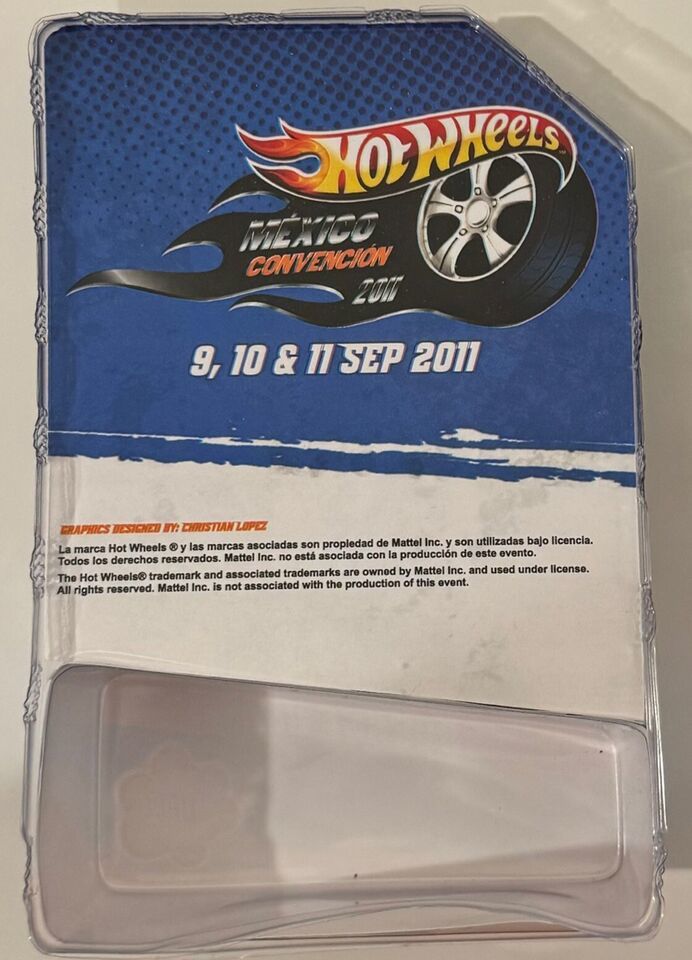 HOT WHEELS
MÉXICO
CONVENCIÓN
2011
9, 10 & 11 SEP 2011
GRAPHICS DESIGNED BY: CHRISTIAN LOPEZ
La marca Hot Wheels ® y las marcas asociadas son propiedad de Mattel Inc. y son utilizadas bajo licencia.
Todos los derechos reservados. Mattel Inc. no está asociada con la producción de este evento.
The Hot Wheels® trademark and associated trademarks are owned by Mattel Inc. and used under license.
All rights reserved. Mattel Inc. is not associated with the production of this event.